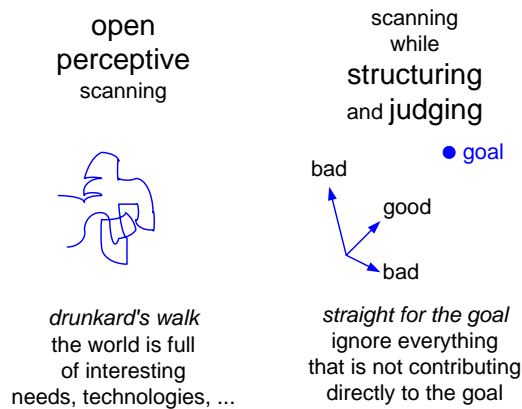 open
perceptive
scanning
drunkard's walk
the world is full
of interesting
needs, technologies, ...
scanning
while
structuring
and judging
goal
bad
good
bad
straight for the goal
ignore everything
that is not contributing
directly to the goal